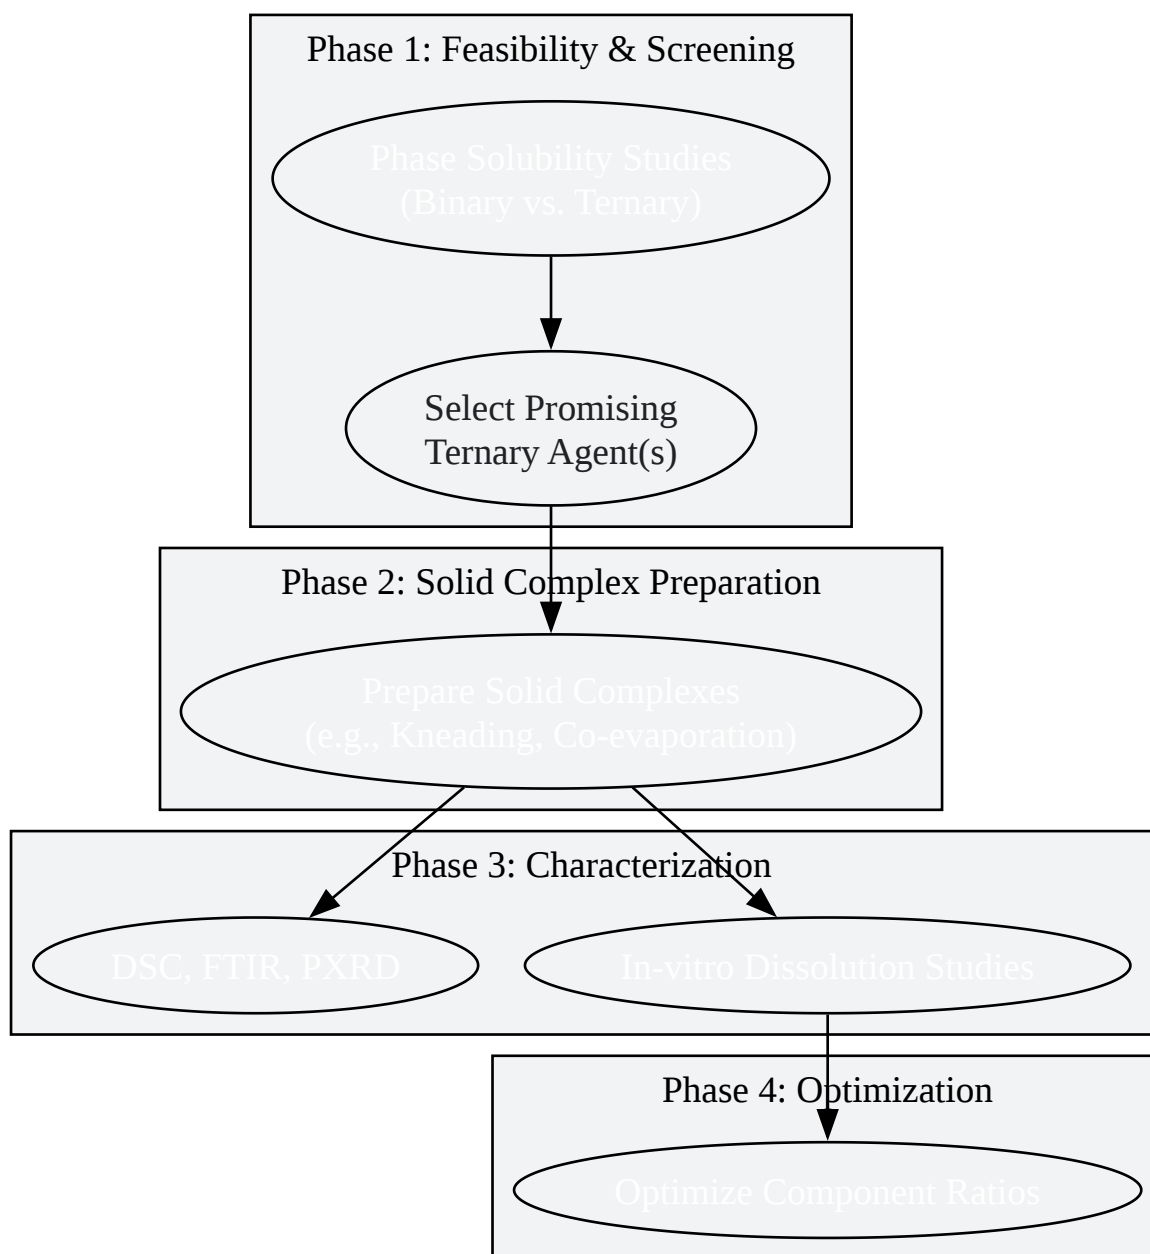 Phase 1: Feasibility & Screening
Phase Solubility Studies
(Binary vs. Ternary)
Select Promising
Ternary Agent(s)
Phase 2: Solid Complex Preparation
Prepare Solid Complexes
(e.g., Kneading, Co-evaporation)
Phase 3: Characterization
DSC, FTIR, PXRD
In-vitro Dissolution Studies
Phase 4: Optimization
Optimize Component Ratios